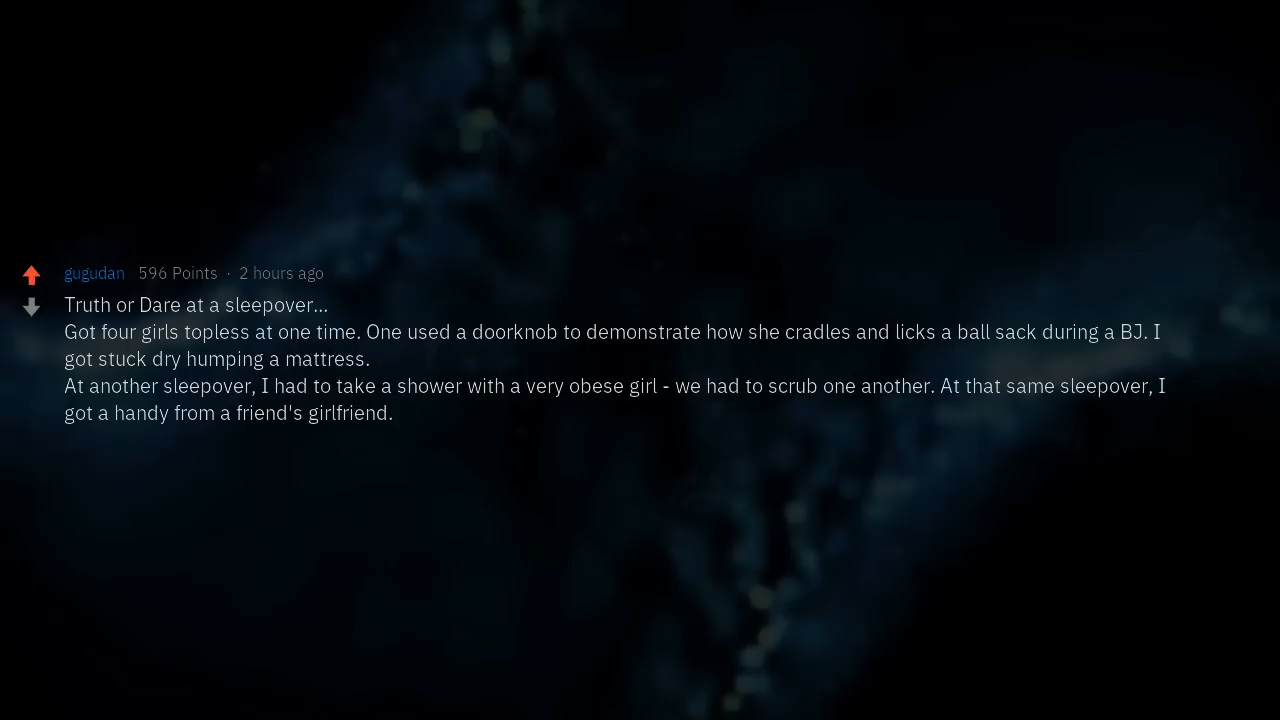 gugudan 596 Points · 2 hours ago
Truth or Dare at a sleepover...
Got four girls topless at one time. One used a doorknob to demonstrate how she cradles and licks a ball sack during a BJ. I
got stuck dry humping a mattress.
At another sleepover, I had to take a shower with a very obese girl - we had to scrub one another. At that same sleepover, I
got a handy from a friend's girlfriend.